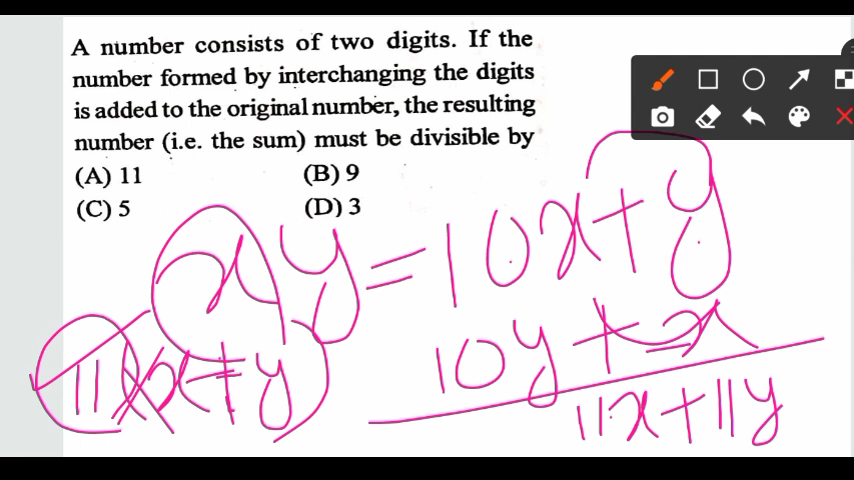 A number consists of two digits. If the
number formed by interchanging the digits
is added to the original number, the resulting
number (i.e. the sum) must be divisible by
(A) 11 (B) 9
(C) 5 (D) 3
xy = 10x + y
10y + x
11x + 11y
11(x + y)